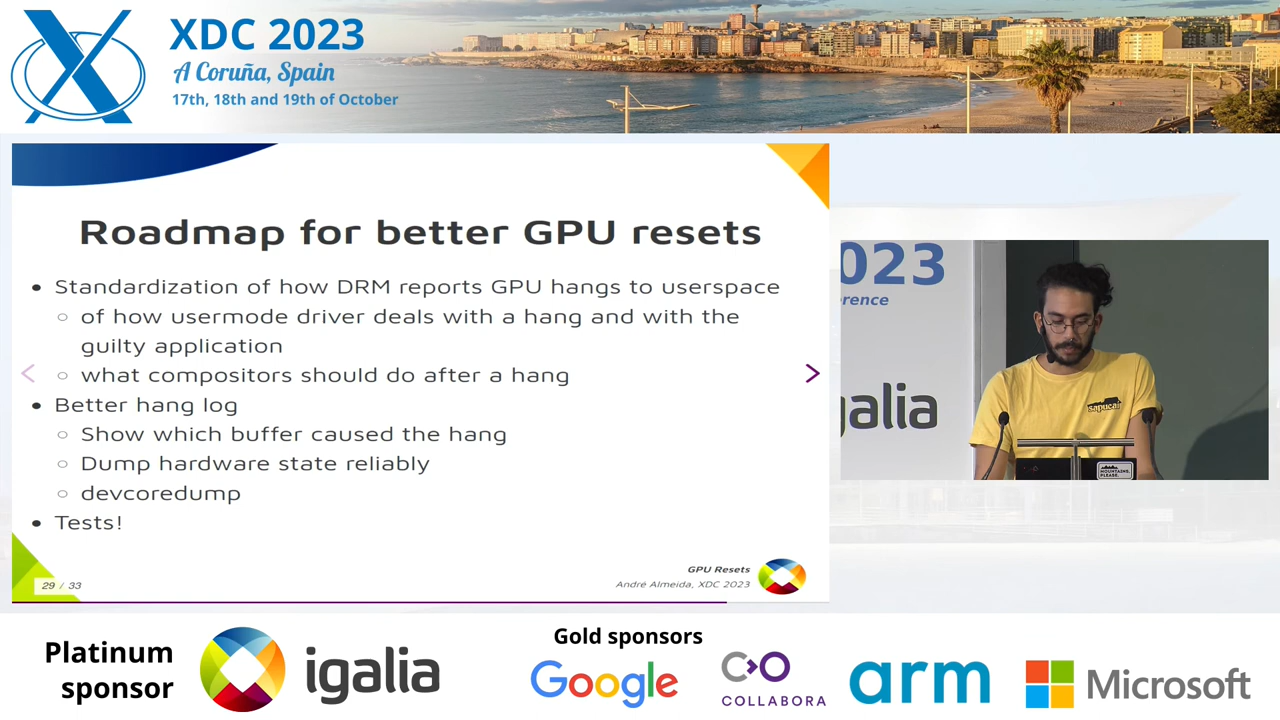 XDC 2023
A Coruña, Spain
17th, 18th and 19th of October
Roadmap for better GPU resets
• Standardization of how DRM reports GPU hangs to userspace
○ of how usermode driver deals with a hang and with the
guilty application
○ what compositors should do after a hang
• Better hang log
○ Show which buffer caused the hang
○ Dump hardware state reliably
○ devcoredump
• Tests!
29 / 33
GPU Resets
André Almeida, XDC 2023
023
erence
galia
MOUNTAINS,
PLEASE.
Platinum
sponsor
igalia
Gold sponsors
Google
COLLABORA
arm
Microsoft